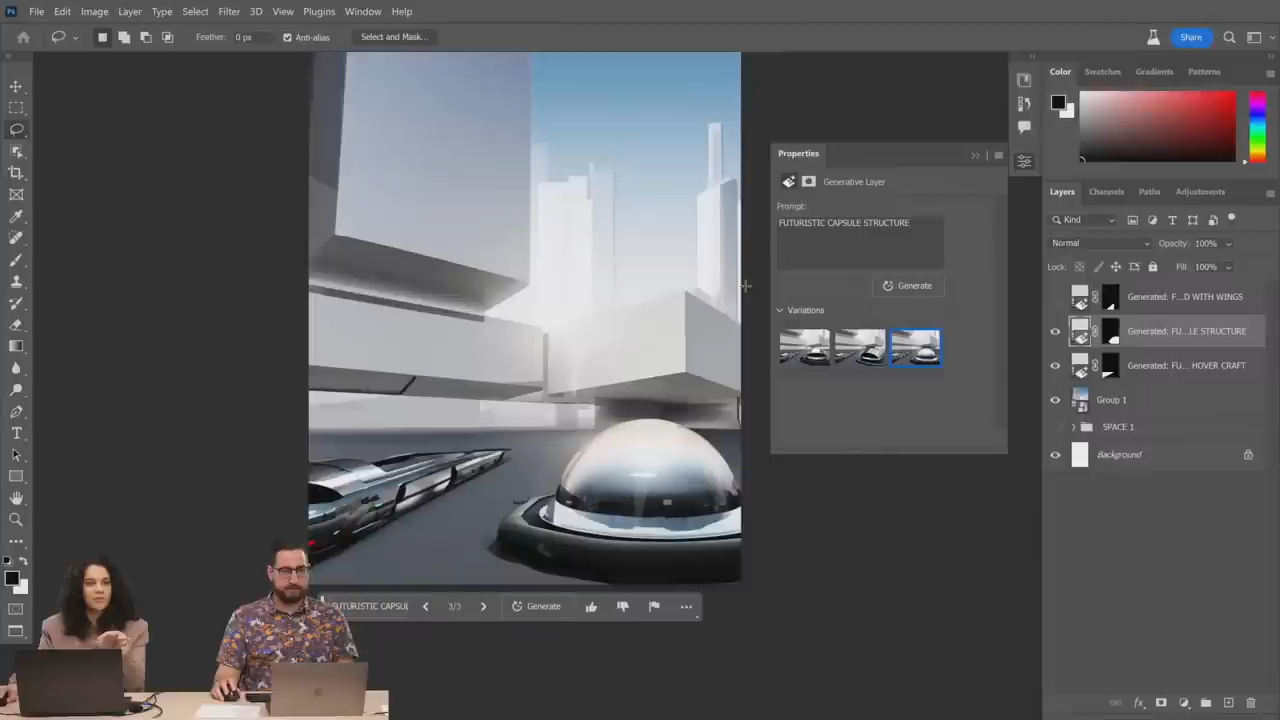 Ps File Edit Image Layer Type Select Filter 3D View Plugins Window Help
Feather: 0 px Anti-alias Select and Mask... Share
Color Swatches Gradients Patterns
Properties
Generative Layer
Prompt:
FUTURISTIC CAPSULE STRUCTURE
Generate
Variations
Layers Channels Paths Adjustments
Kind
Normal Opacity: 100%
Lock: Fill 100%
Generated: F...D WITH WINGS
Generated: FU...LE STRUCTURE
Generated: FU... HOVER CRAFT
Group 1
SPACE 1
Background
FUTURISTIC CAPSUL 3/3 Generate